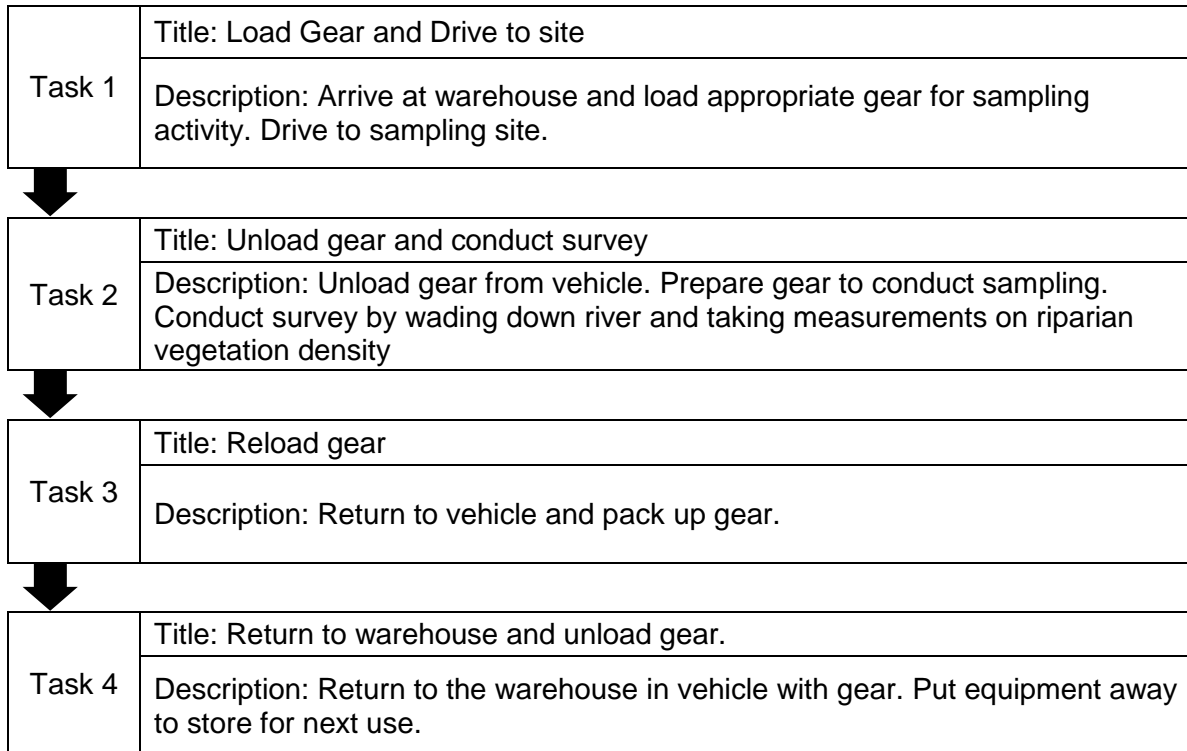 Task 1
Title: Load Gear and Drive to site
Description: Arrive at warehouse and load appropriate gear for sampling
activity. Drive to sampling site.
Task 2
Title: Unload gear and conduct survey
Description: Unload gear from vehicle. Prepare gear to conduct sampling.
Conduct survey by wading down river and taking measurements on riparian
vegetation density
Task 3
Title: Reload gear
Description: Return to vehicle and pack up gear.
Task 4
Title: Return to warehouse and unload gear.
Description: Return to the warehouse in vehicle with gear. Put equipment away
to store for next use.